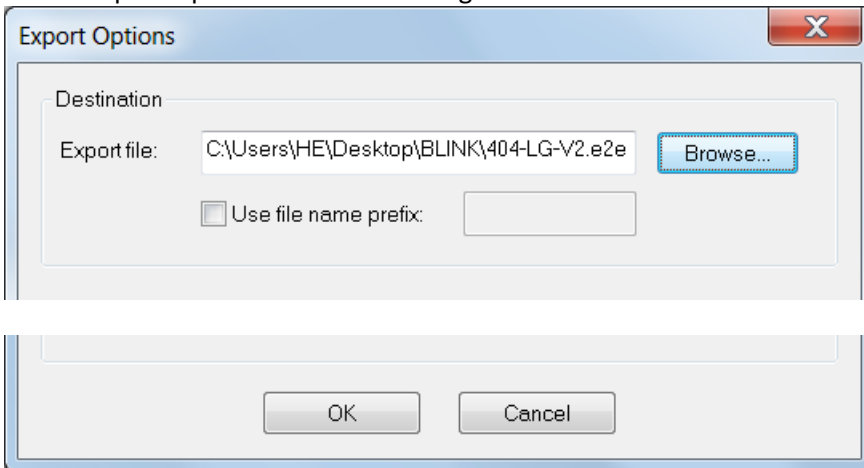 Export Options
X
Destination
Export file: C:\Users\HE\Desktop\BLINK\404-LG-V2.e2e Browse...
Use file name prefix:
OK Cancel